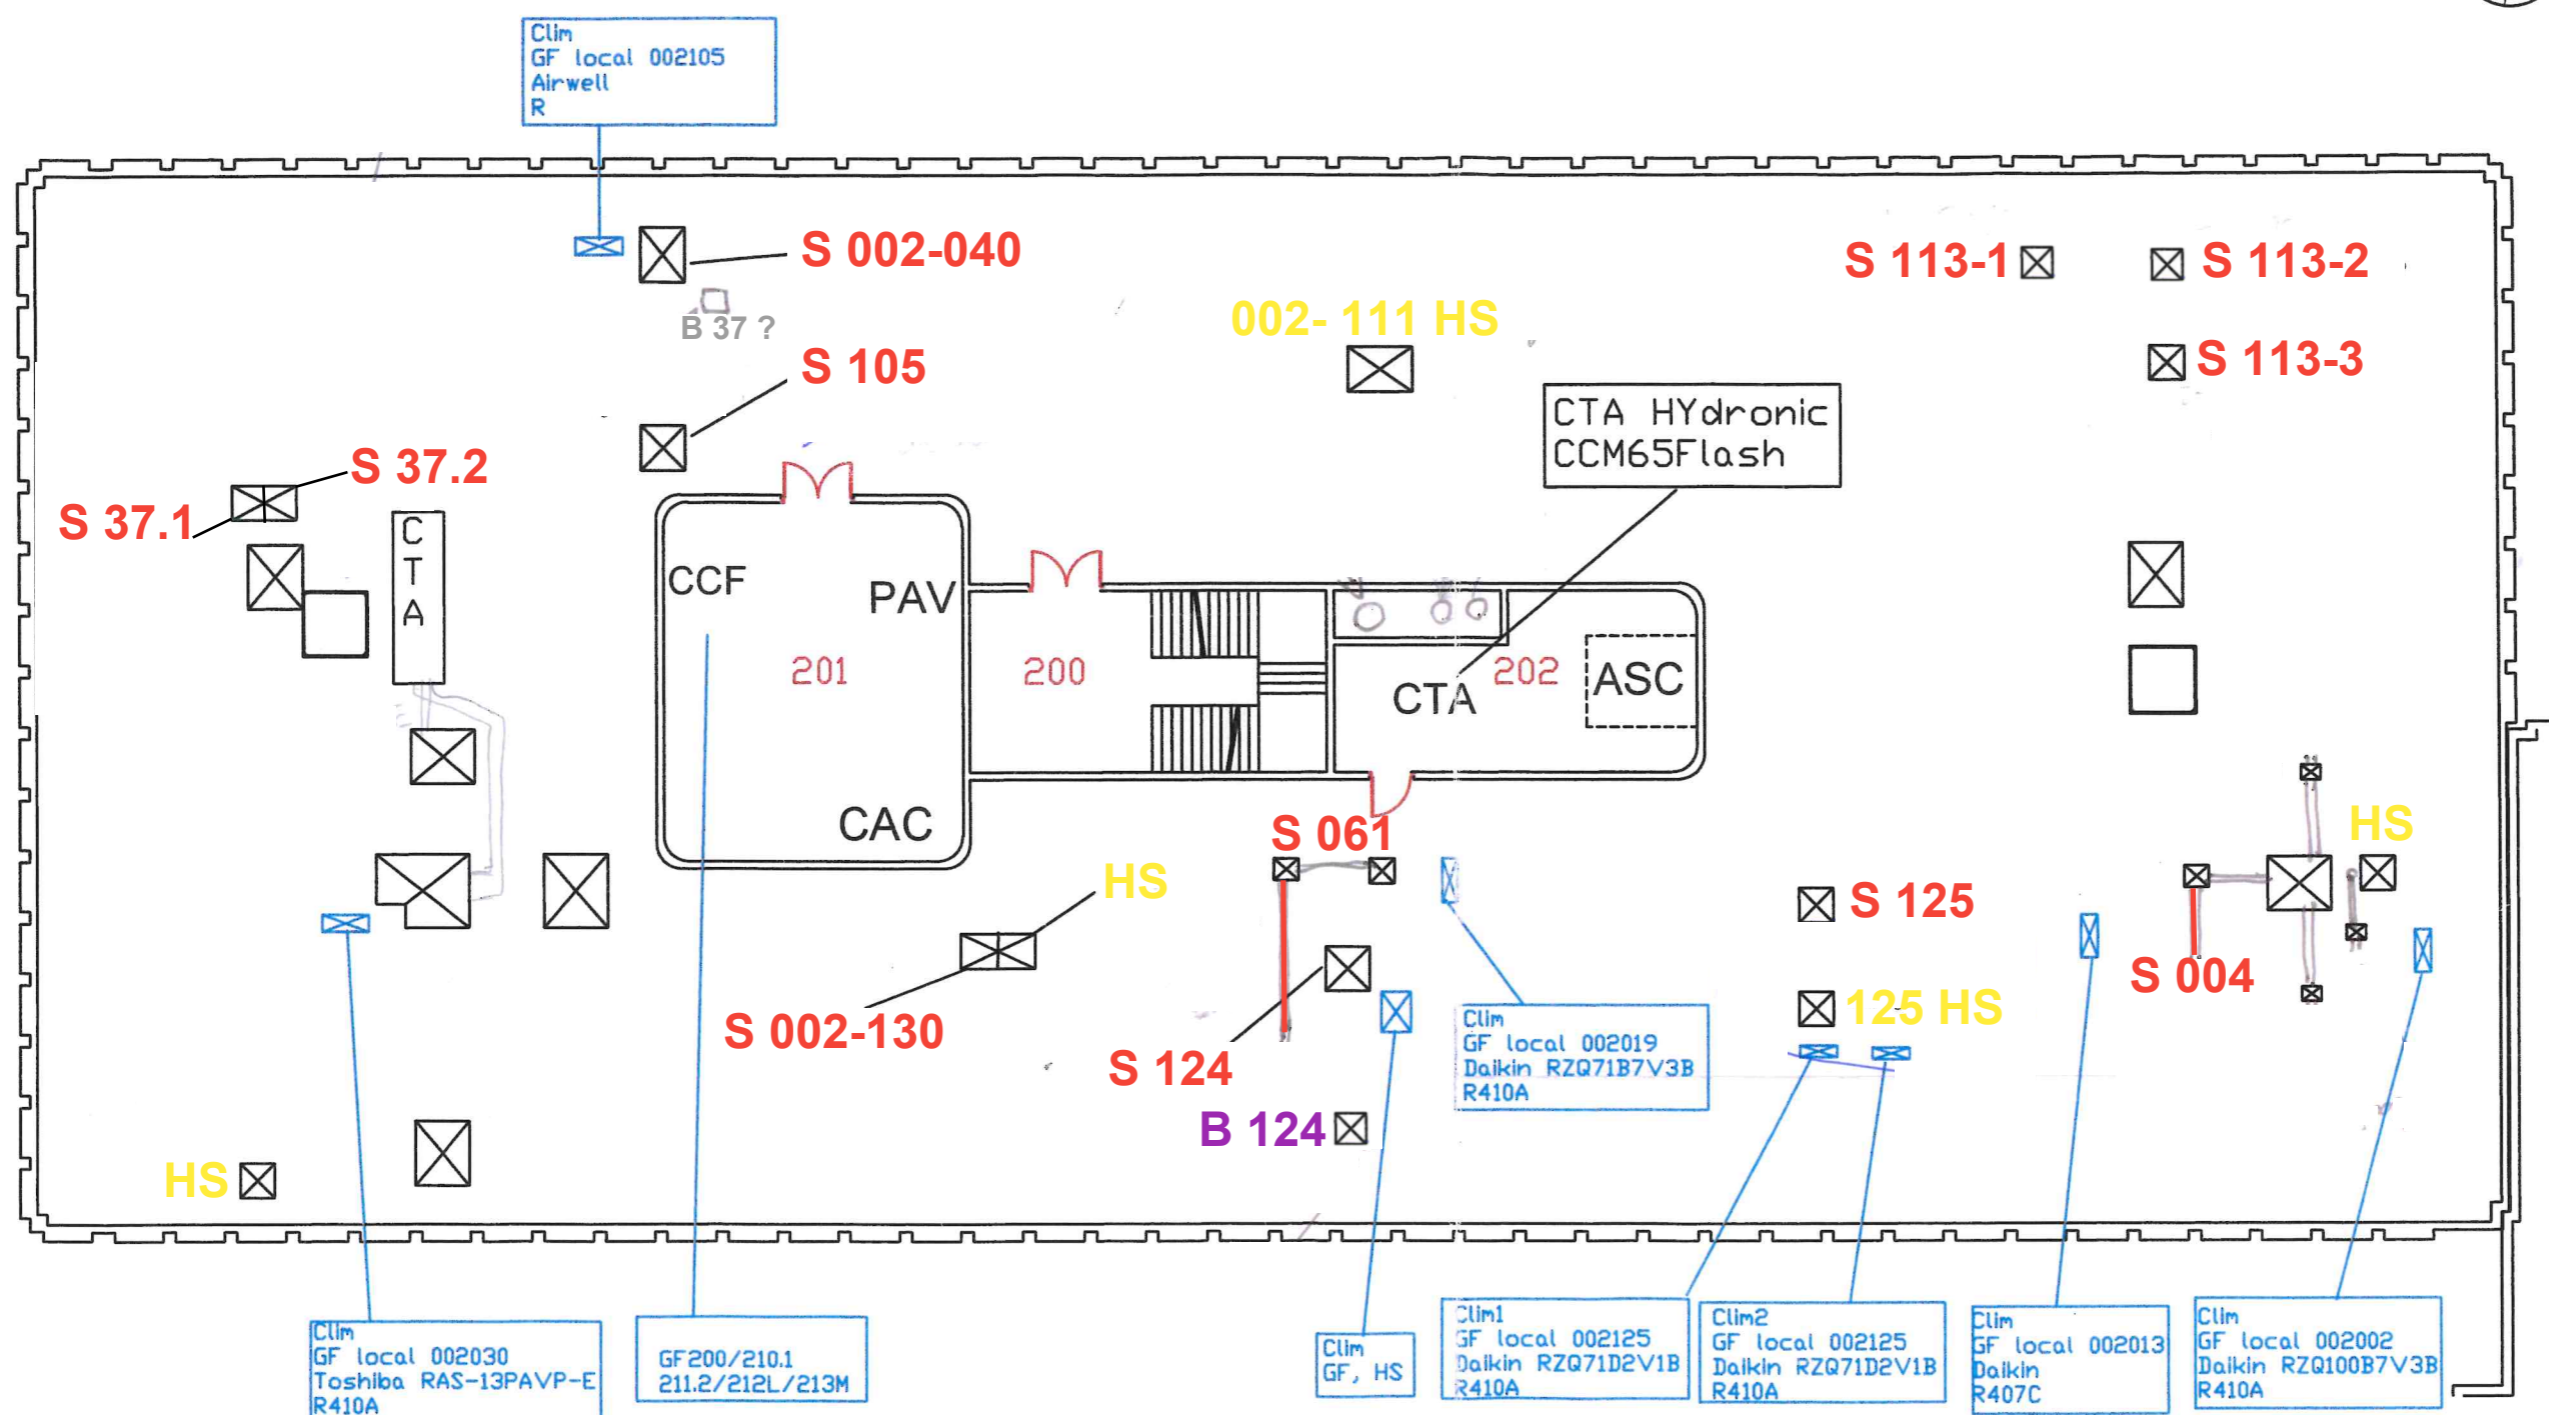 Clim
GF local 002105
Airwell
R
S 002-040
S 113-1
S 113-2
B 37 ?
002- 111 HS
S 105
S 113-3
CTA HYdronic
CCM65Flash
S 37.2
S 37.1
C
T
A
CCF
PAV
201
200
202
CTA
ASC
CAC
S 061
HS
HS
S 125
S 002-130
S 124
125 HS
S 004
Clim
GF local 002019
Daikin RZQ71B7V3B
R410A
B 124
HS
Clim
GF local 002030
Toshiba RAS-13PAVP-E
R410A
GF200/210.1
211.2/212L/213M
Clim
GF, HS
Clim1
GF local 002125
Daikin RZQ71D2V1B
R410A
Clim2
GF local 002125
Daikin RZQ71D2V1B
R410A
Clim
GF local 002013
Daikin
R407C
Clim
GF local 002002
Daikin RZQ100B7V3B
R410A